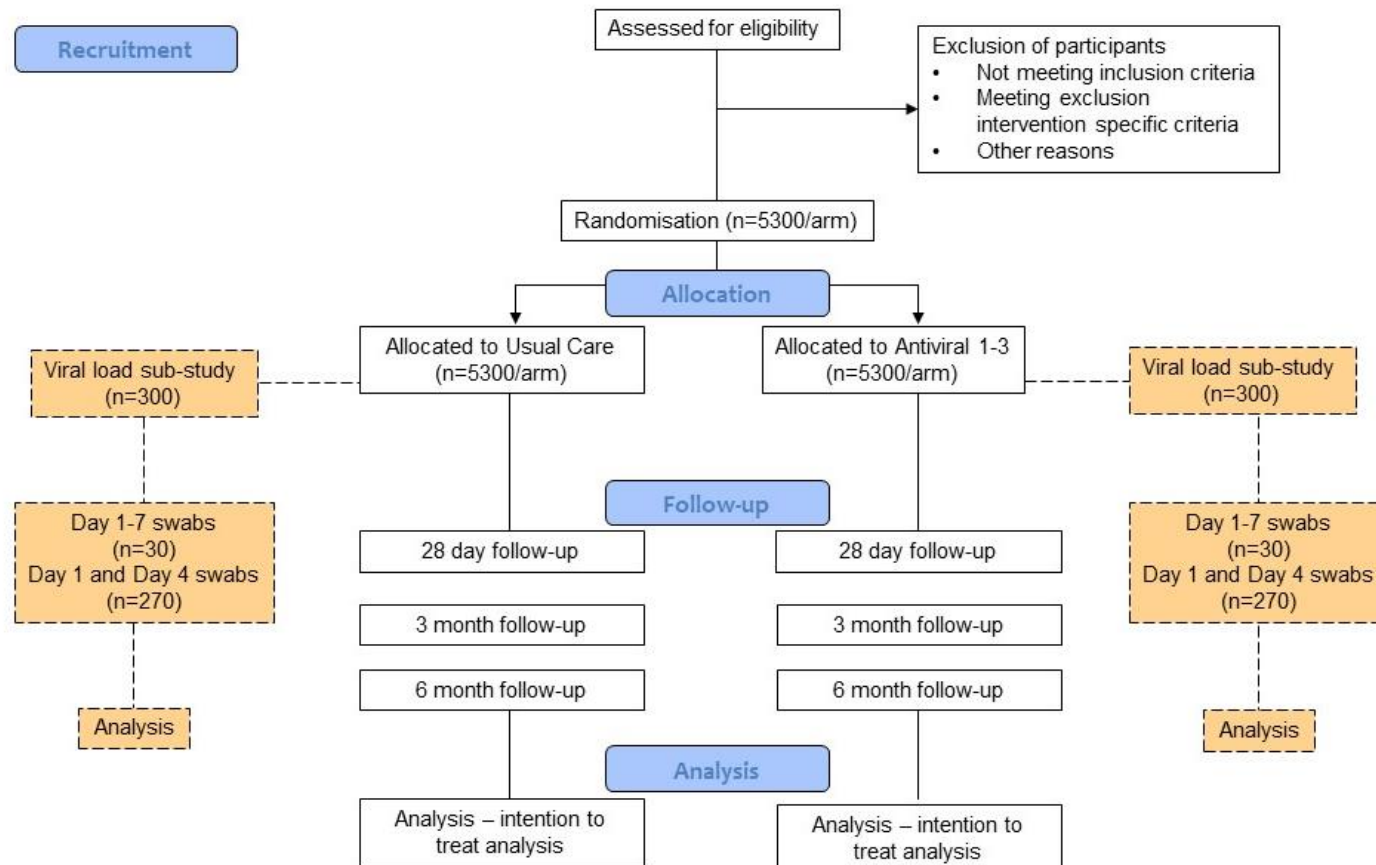 Recruitment
Assessed for eligibility
Exclusion of participants
• Not meeting inclusion criteria
• Meeting exclusion
intervention specific criteria
• Other reasons
Randomisation (n=5300/arm)
Allocation
Allocated to Usual Care
(n=5300/arm)
Allocated to Antiviral 1-3
(n=5300/arm)
Viral load sub-study
(n=300)
Viral load sub-study
(n=300)
Day 1-7 swabs
(n=30)
Day 1 and Day 4 swabs
(n=270)
Follow-up
28 day follow-up
28 day follow-up
Day 1-7 swabs
(n=30)
Day 1 and Day 4 swabs
(n=270)
3 month follow-up
3 month follow-up
6 month follow-up
6 month follow-up
Analysis
Analysis
Analysis
Analysis – intention to
treat analysis
Analysis – intention to
treat analysis